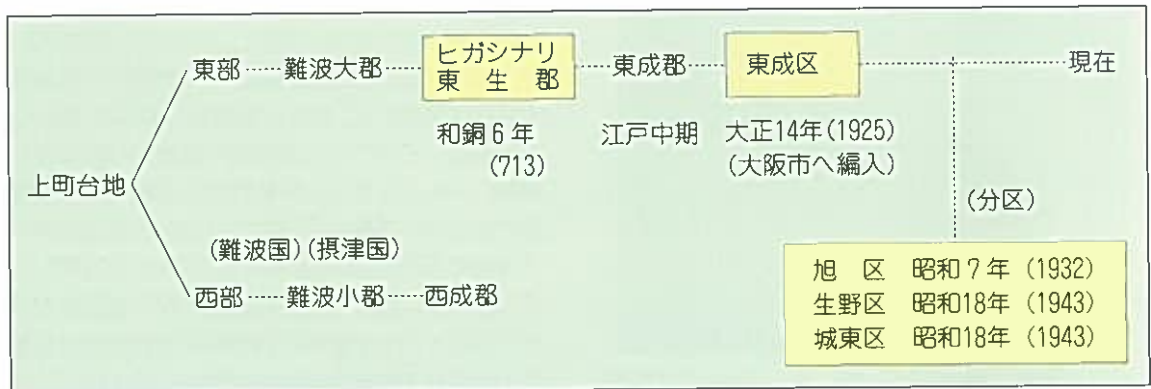 ヒガシナリ
東部 難波大郡 東生郡 東成郡 東成区 現在
和銅6年 江戸中期 大正14年(1925)
(713) (大阪市へ編入)
上町台地
(分区)
(難波国)(摂津国)
西部 難波小郡 西成郡
旭 区 昭和7年 (1932)
生野区 昭和18年 (1943)
城東区 昭和18年 (1943)